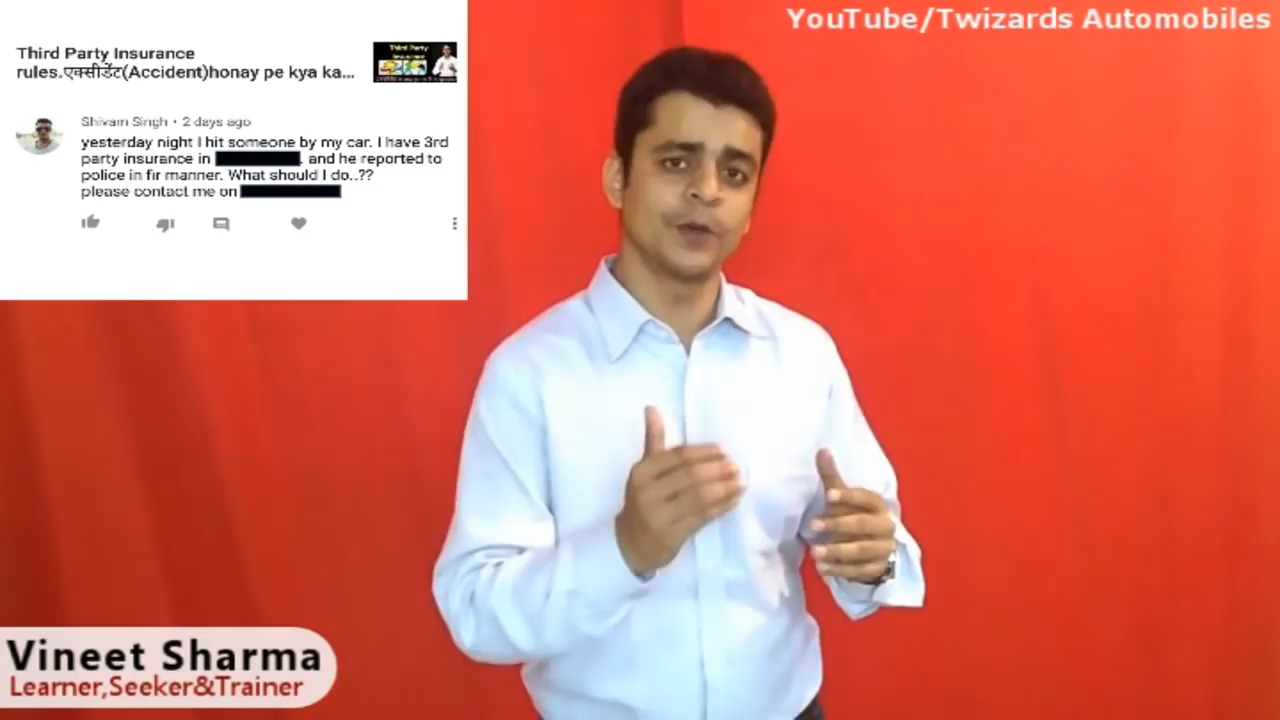 YouTube/Twizards Automobiles
Third Party Insurance
rules.एक्सीडेंट(Accident)honay pe kya ka...
Third Party
Shivam Singh • 2 days ago
yesterday night I hit someone by my car. I have 3rd
party insurance in , and he reported to
police in fir manner. What should I do..??
please contact me on
Vineet Sharma
Learner,Seeker&Trainer